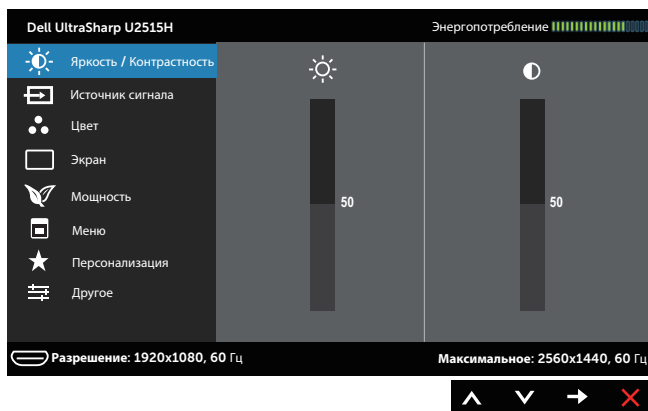 Dell UltraSharp U2515H
Энергопотребление
Яркость / Контрастность
Источник сигнала
Цвет
Экран
Мощность
Меню
Персонализация
Другое
50
50
Разрешение: 1920x1080, 60 Гц
Максимальное: 2560x1440, 60 Гц